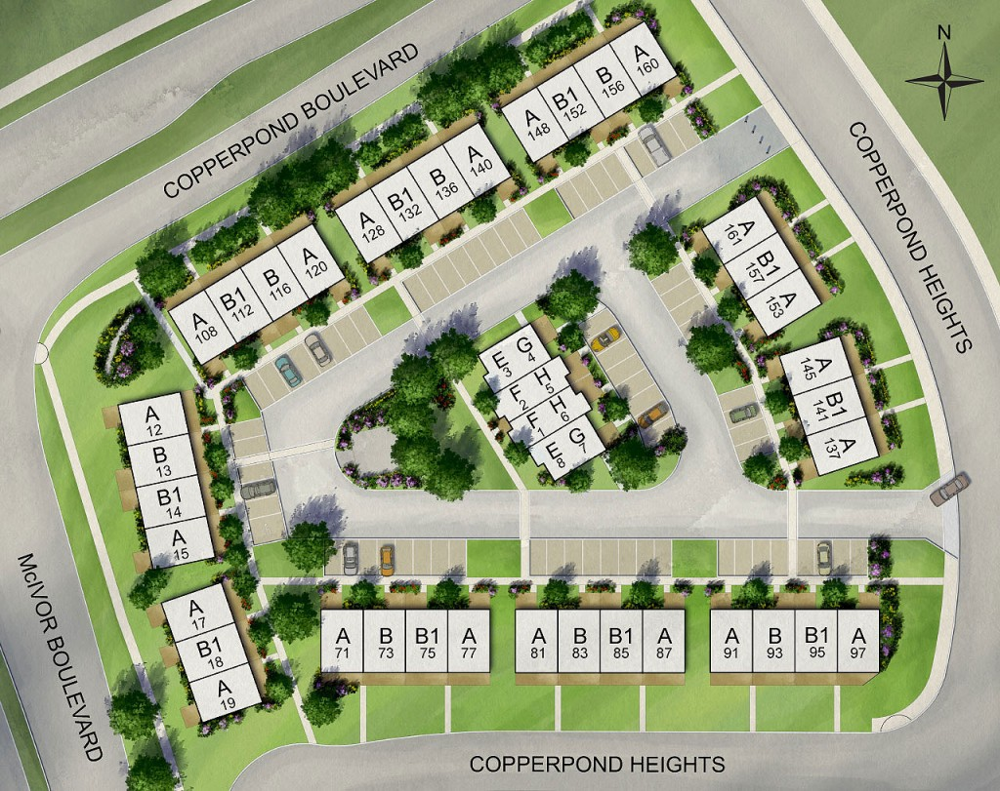 COPPERPOND BOULEVARD
N
COPPERPOND HEIGHTS
A
148
B1
152
B
156
A
160
A
128
B1
132
B
136
A
140
A
108
B1
112
B
116
A
120
A
161
B1
157
A
153
A
145
B1
141
A
137
E
3
G
4
F
2
H
5
F
1
H
6
E
8
G
7
A
12
B
13
B1
14
A
15
A
17
B1
18
A
19
McIVOR BOULEVARD
A
71
B
73
B1
75
A
77
A
81
B
83
B1
85
A
87
A
91
B
93
B1
95
A
97
COPPERPOND HEIGHTS